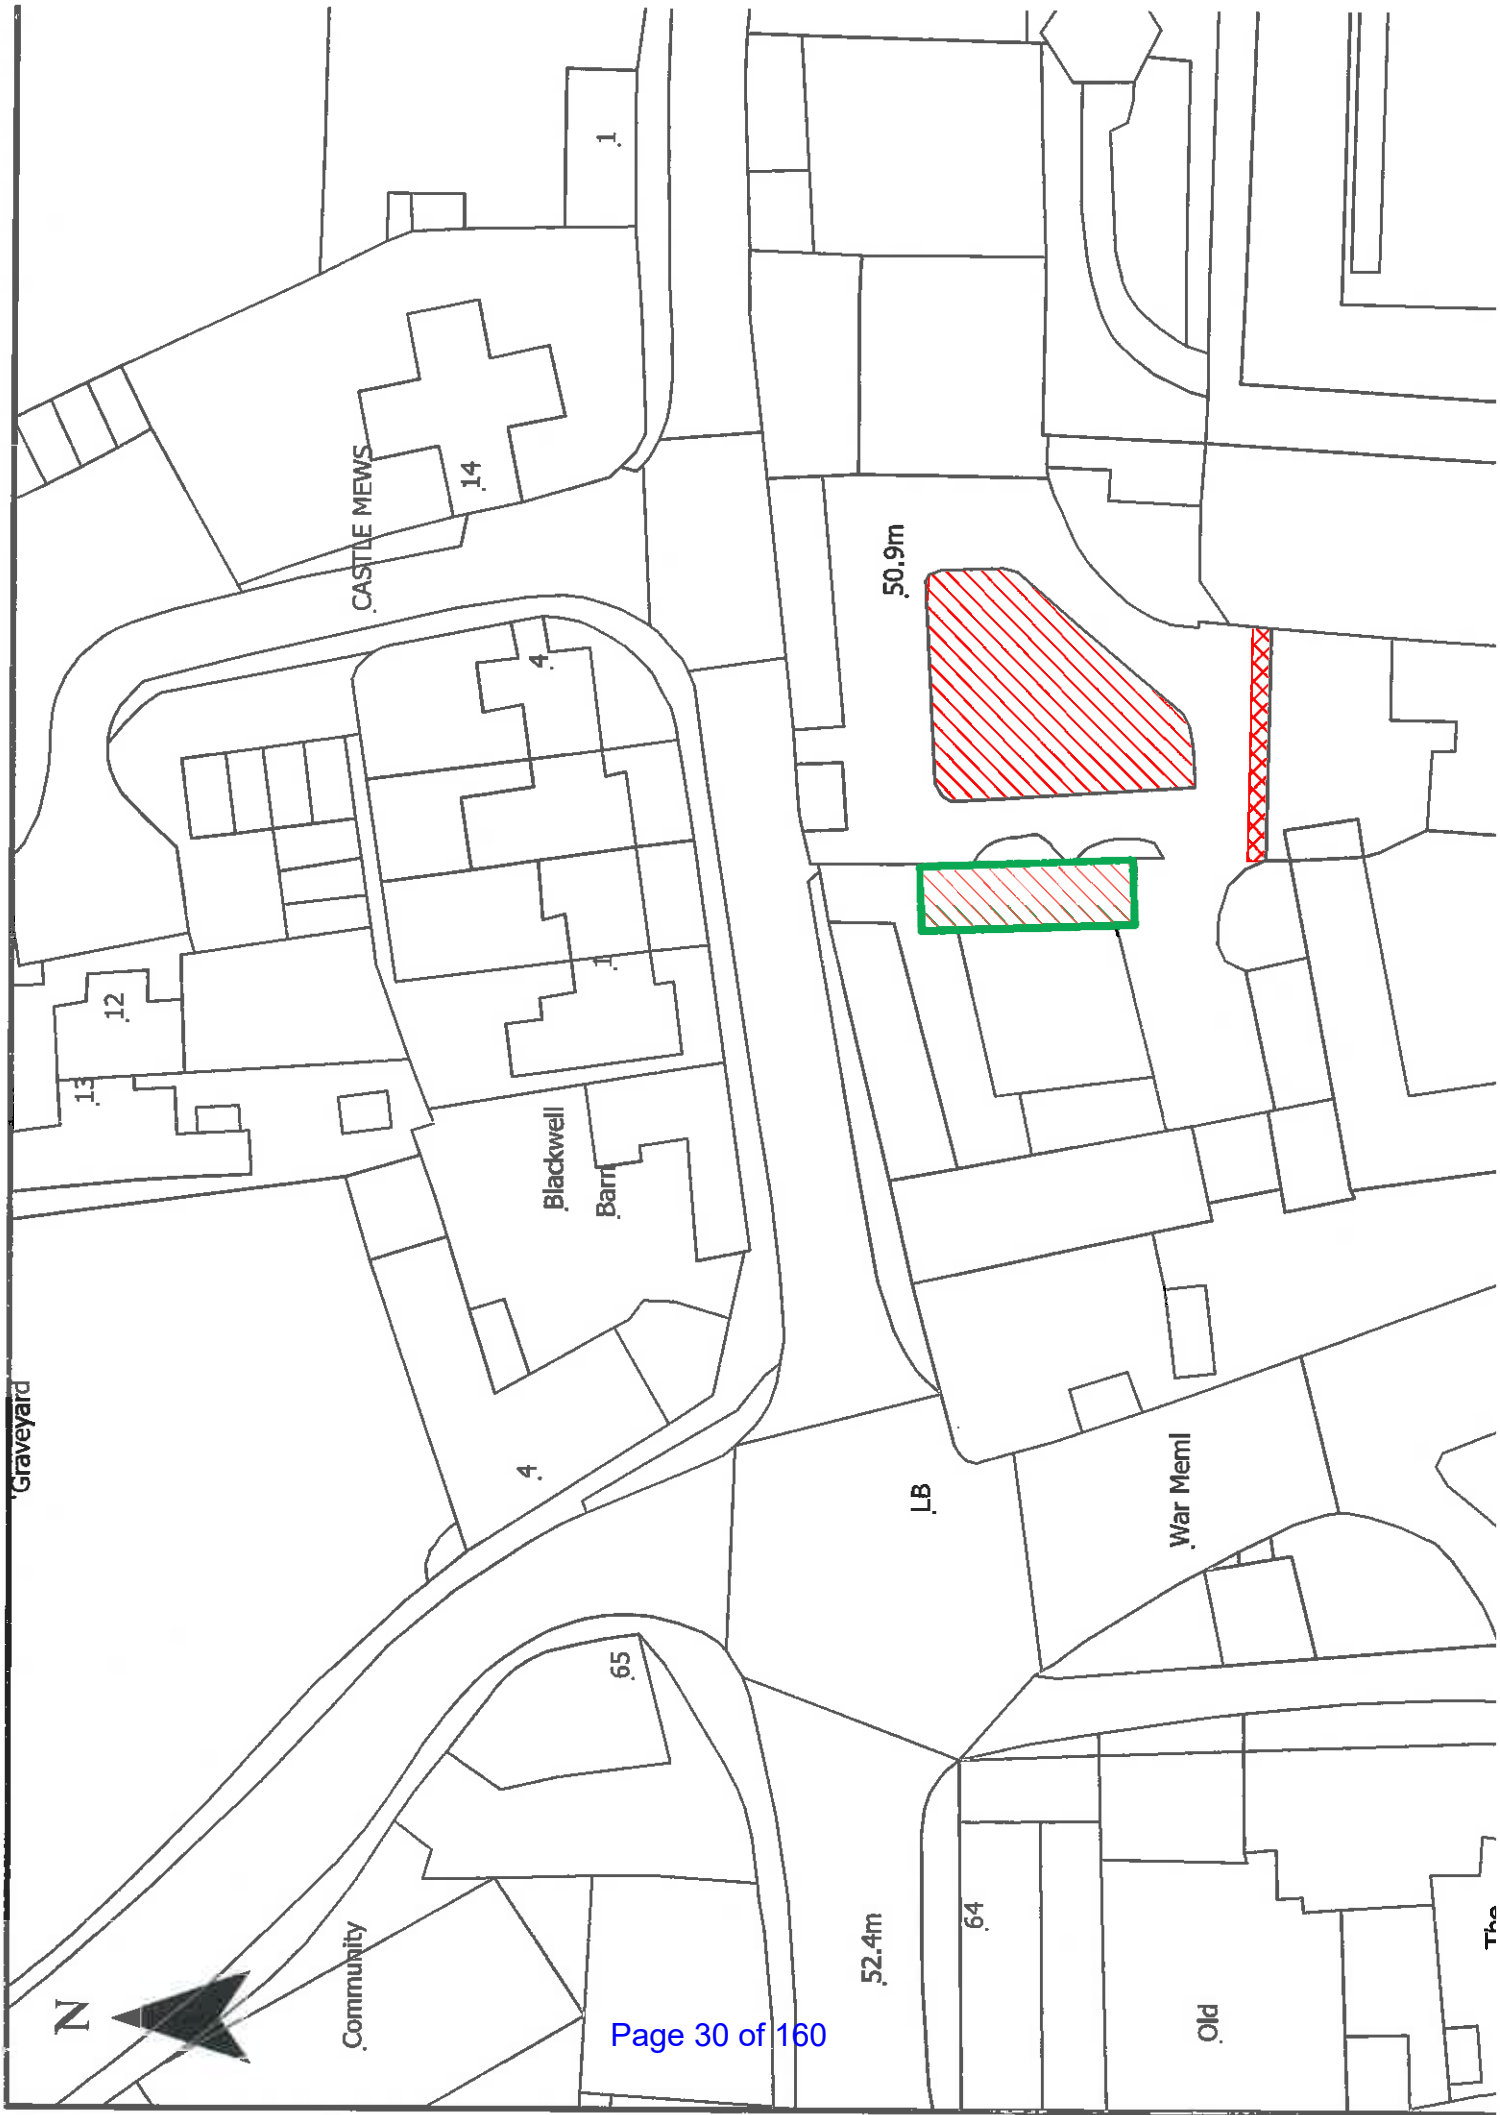 .1
.14
CASTLE MEWS
50.9m
.4
.1
.12
.13
Blackwell
Barn
Graveyard
.4
LB
War Meml
.65
52.4m
.64
N
Community
Old
The
Page 30 of 160